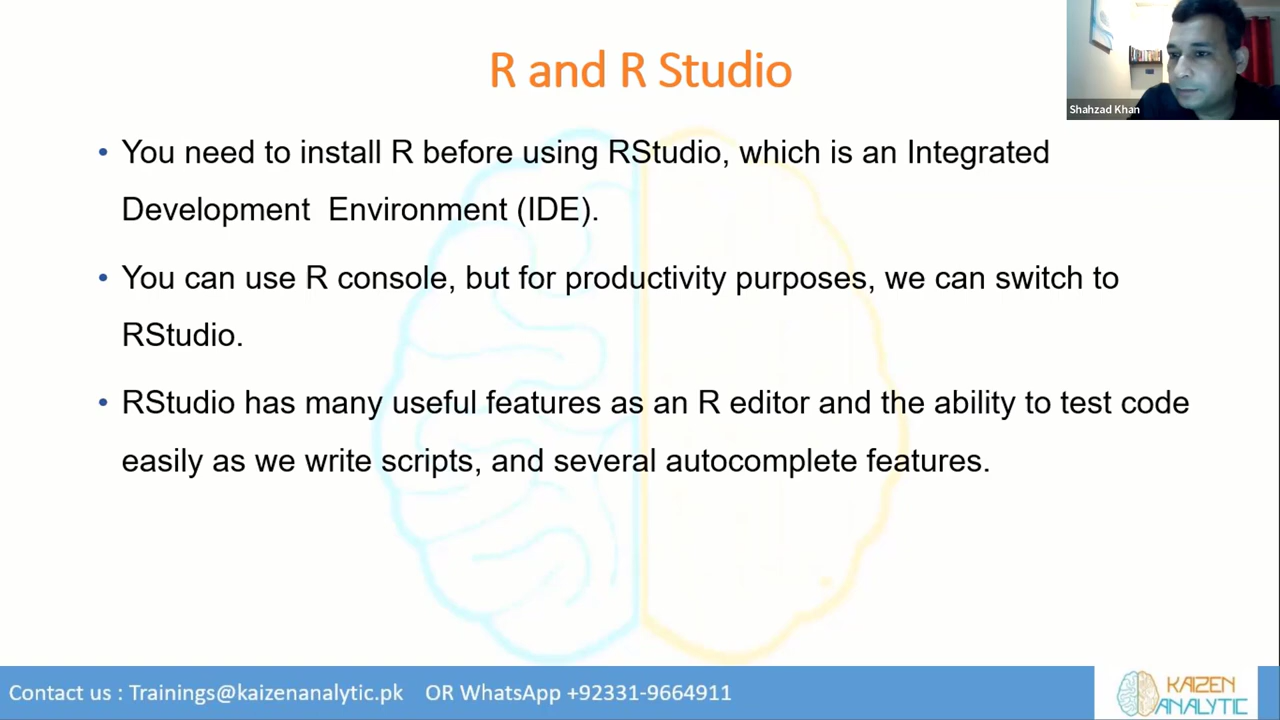 R and R Studio
Shahzad Khan
• You need to install R before using RStudio, which is an Integrated
Development  Environment (IDE).
• You can use R console, but for productivity purposes, we can switch to
RStudio.
• RStudio has many useful features as an R editor and the ability to test code
easily as we write scripts, and several autocomplete features.
Contact us : Trainings@kaizenanalytic.pk    OR WhatsApp +92331-9664911
KAIZEN
ANALYTIC